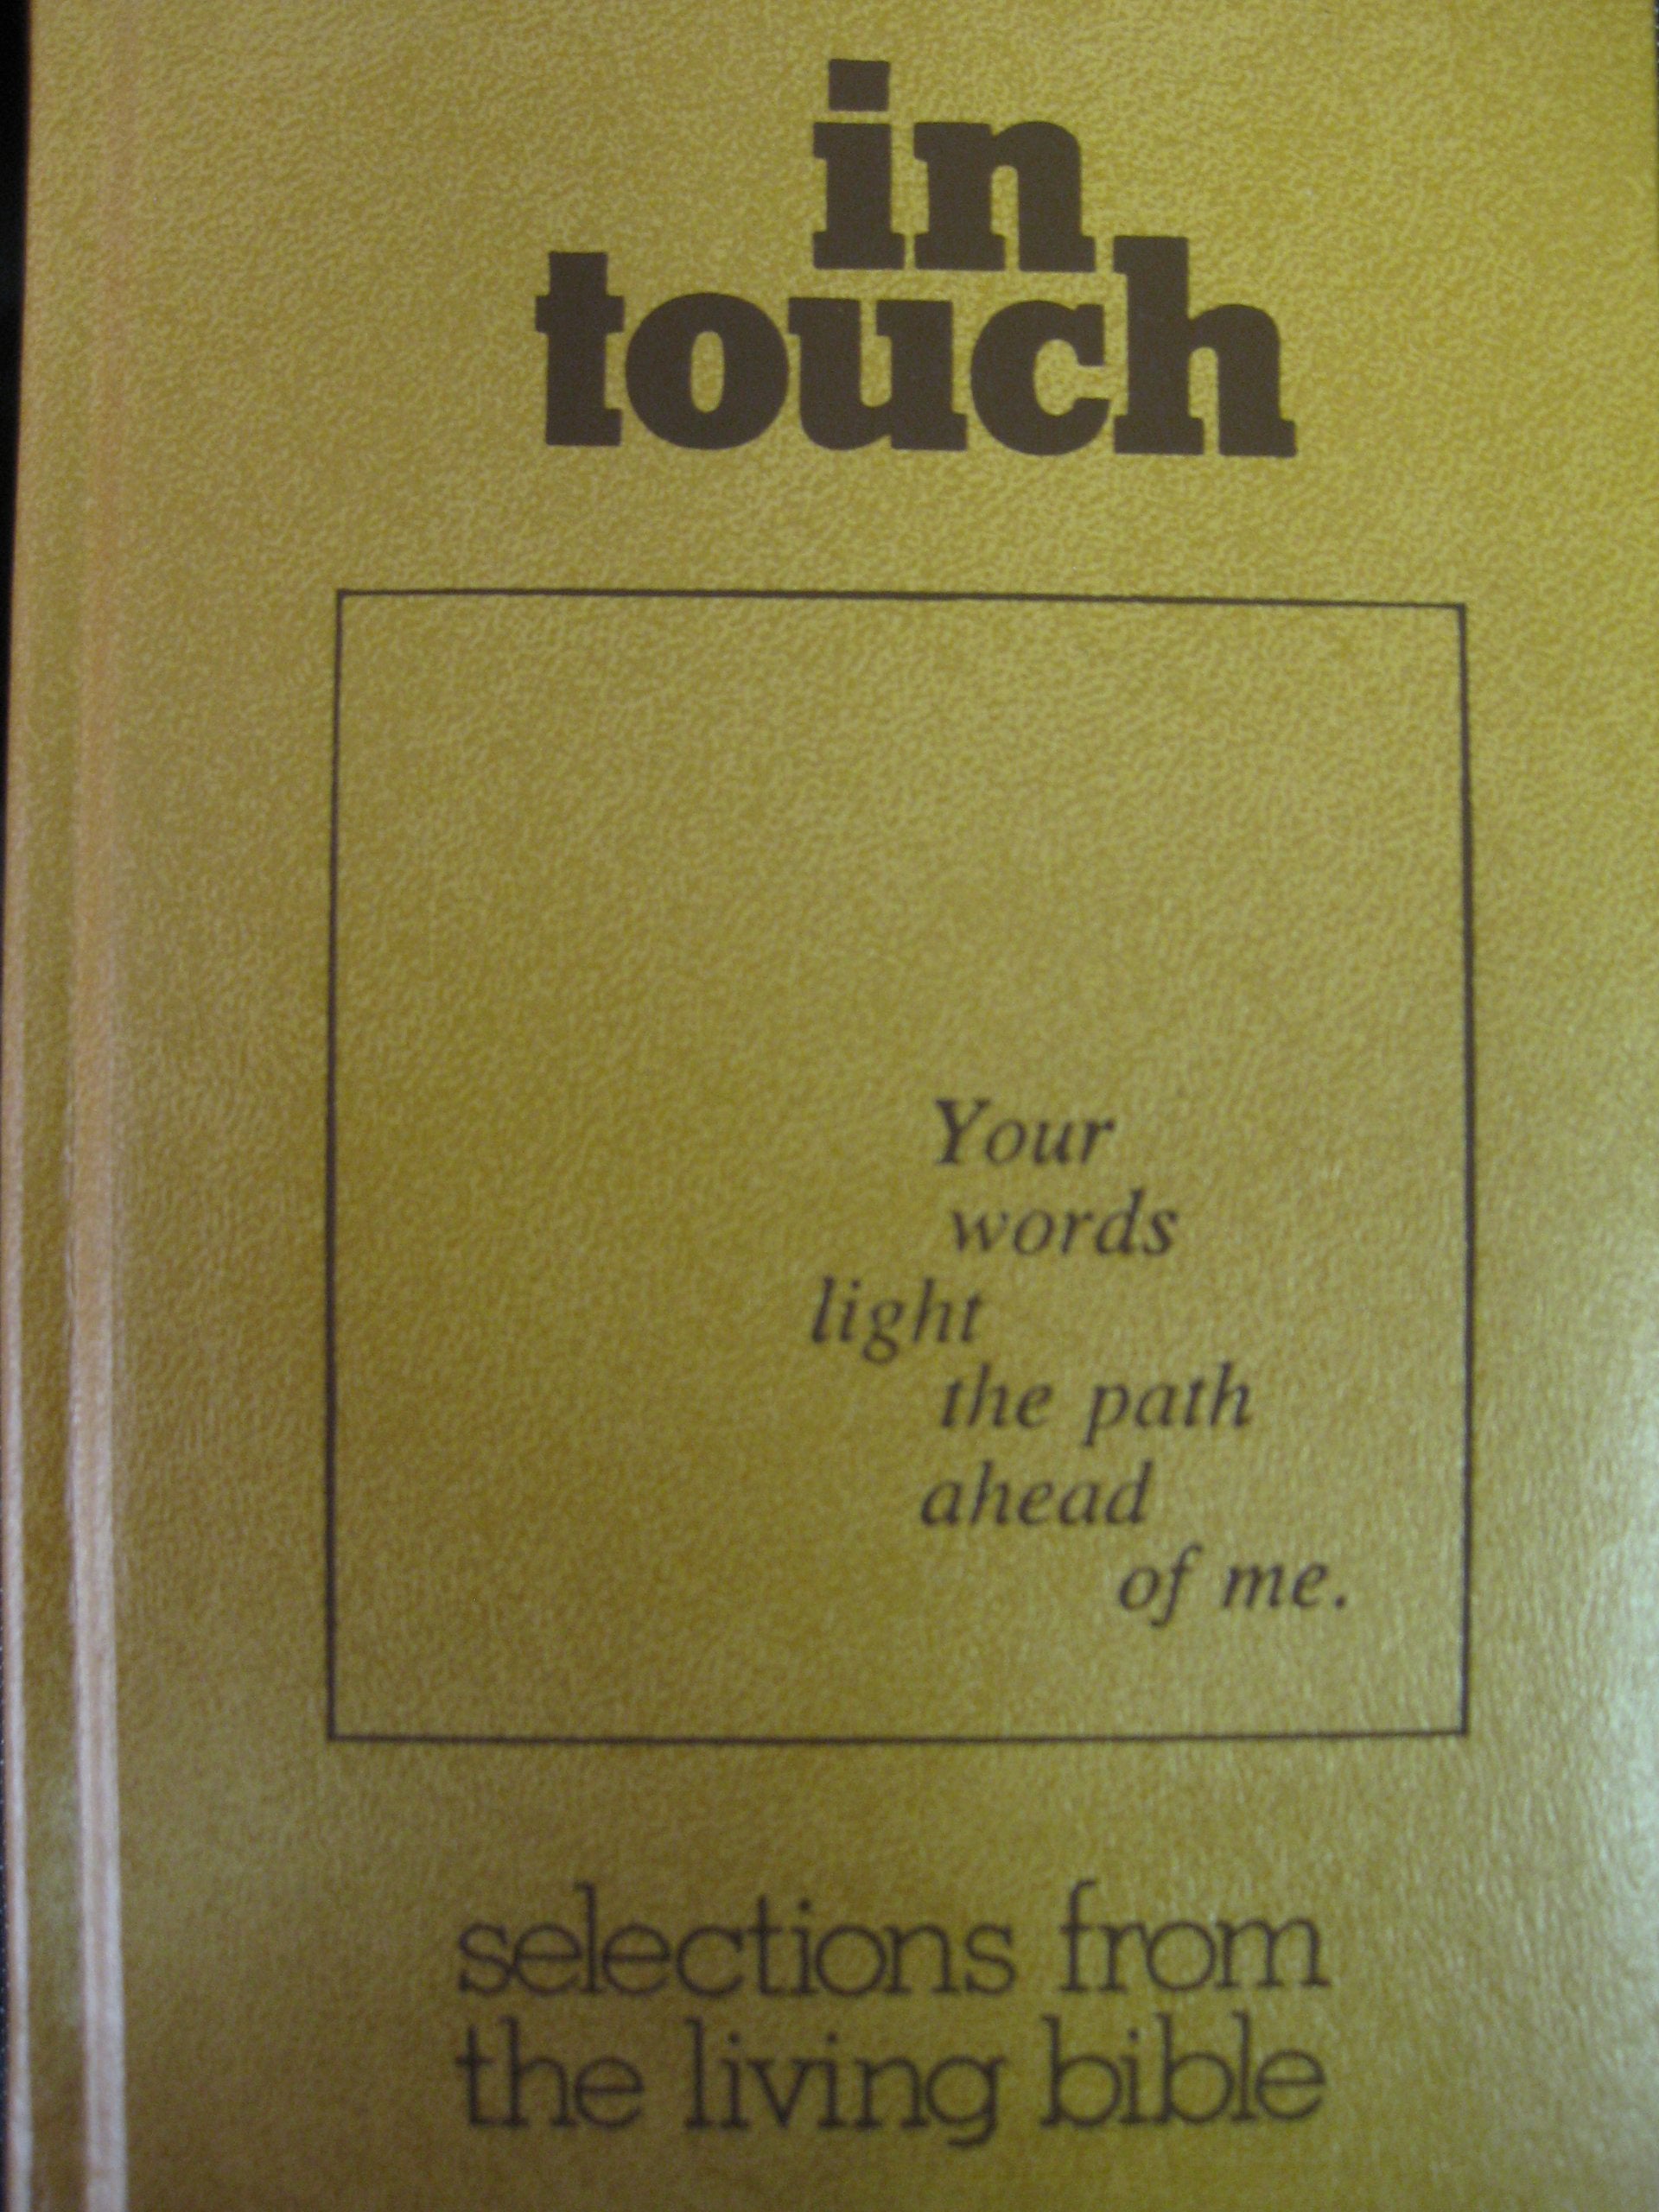 in
touch
Your
words
light
the path
ahead
of me.
selections from
the living bible